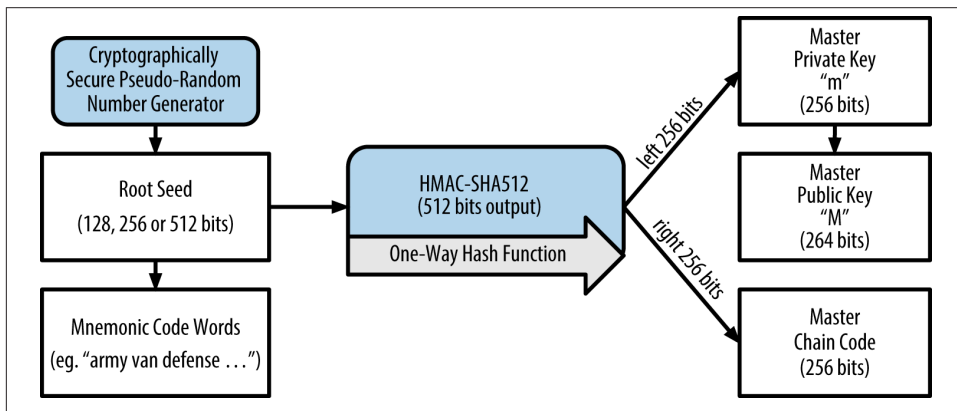 Cryptographically
Secure Pseudo-Random
Number Generator
Root Seed
(128, 256 or 512 bits)
Mnemonic Code Words
(eg. “army van defense …”)
HMAC-SHA512
(512 bits output)
One-Way Hash Function
left 256 bits
right 256 bits
Master
Private Key
“m”
(256 bits)
Master
Public Key
“M”
(264 bits)
Master
Chain Code
(256 bits)